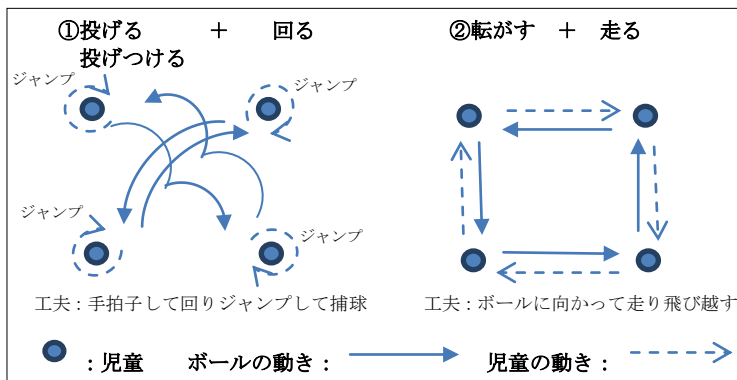 ①投げる ＋ 回る
投げつける
②転がす ＋ 走る
ジャンプ
ジャンプ
ジャンプ
ジャンプ
工夫：手拍子して回りジャンプして捕球
工夫：ボールに向かって走り飛び越す
：児童 ボールの動き： 児童の動き：